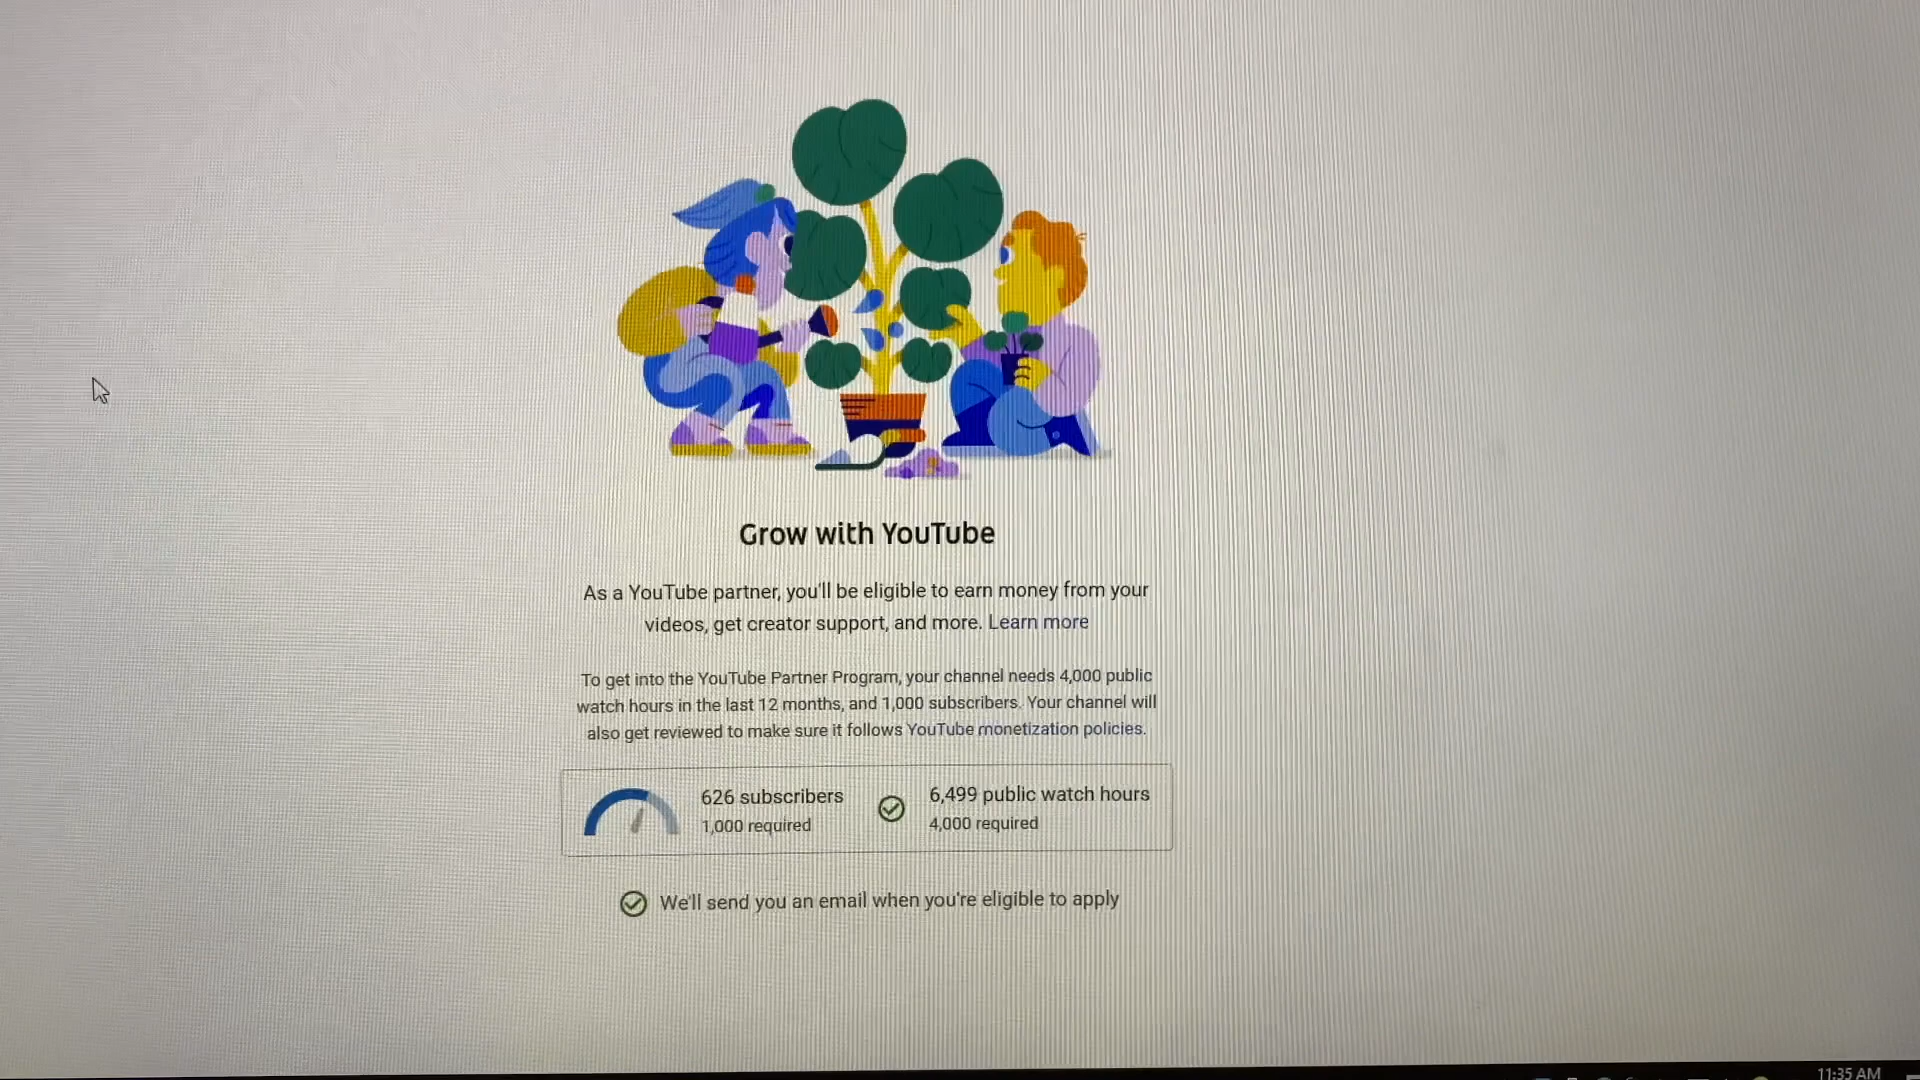 Grow with YouTube
As a YouTube partner, you'll be eligible to earn money from your
videos, get creator support, and more. Learn more
To get into the YouTube Partner Program, your channel needs 4,000 public
watch hours in the last 12 months, and 1,000 subscribers. Your channel will
also get reviewed to make sure it follows YouTube monetization policies.
626 subscribers
1,000 required
6,499 public watch hours
4,000 required
We'll send you an email when you're eligible to apply
11:35 AM